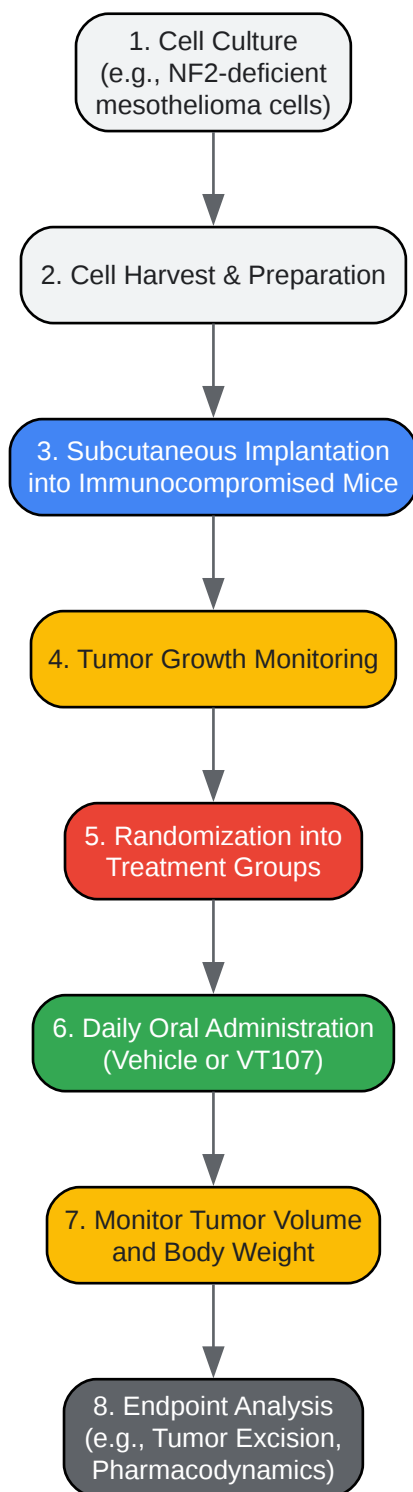 1. Cell Culture
(e.g., NF2-deficient
mesothelioma cells)
2. Cell Harvest & Preparation
3. Subcutaneous Implantation
into Immunocompromised Mice
4. Tumor Growth Monitoring
5. Randomization into
Treatment Groups
6. Daily Oral Administration
(Vehicle or VT107)
7. Monitor Tumor Volume
and Body Weight
8. Endpoint Analysis
(e.g., Tumor Excision,
Pharmacodynamics)